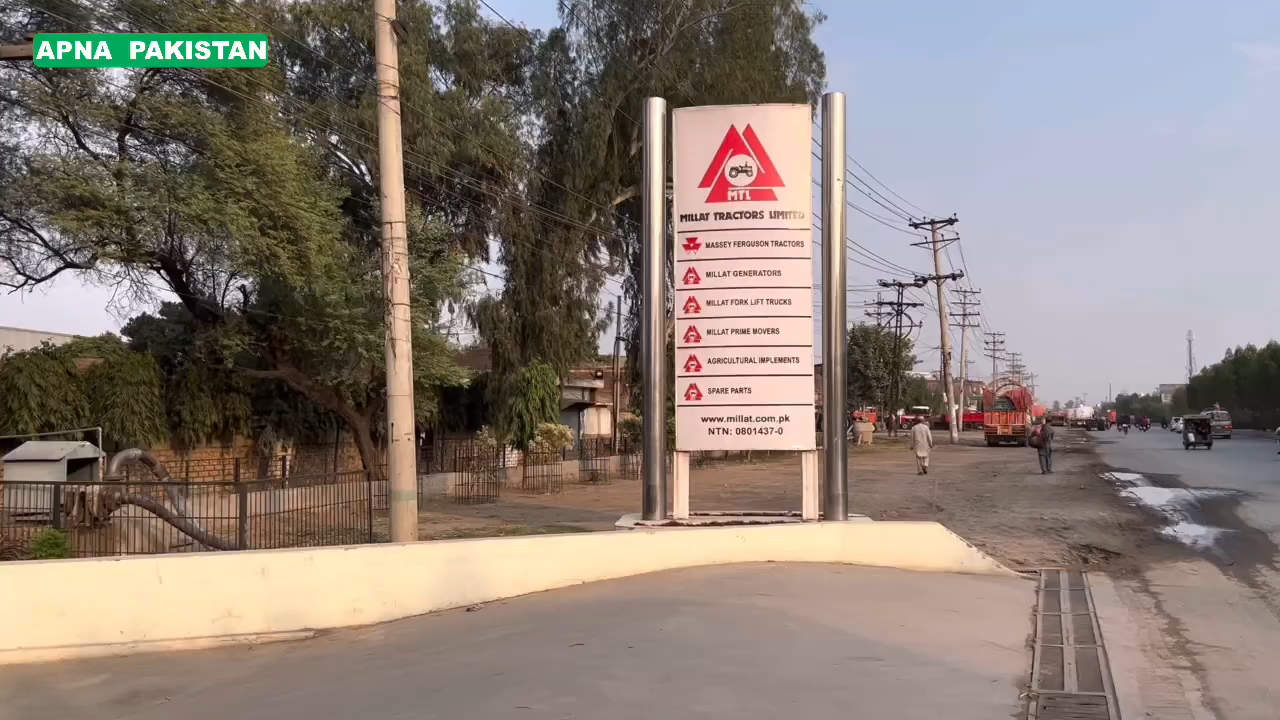 APNA PAKISTAN
MTL
MILLAT TRACTORS LIMITED
MASSEY FERGUSON TRACTORS
MILLAT GENERATORS
MILLAT FORK LIFT TRUCKS
MILLAT PRIME MOVERS
AGRICULTURAL IMPLEMENTS
SPARE PARTS
www.millat.com.pk
NTN: 0801437-0